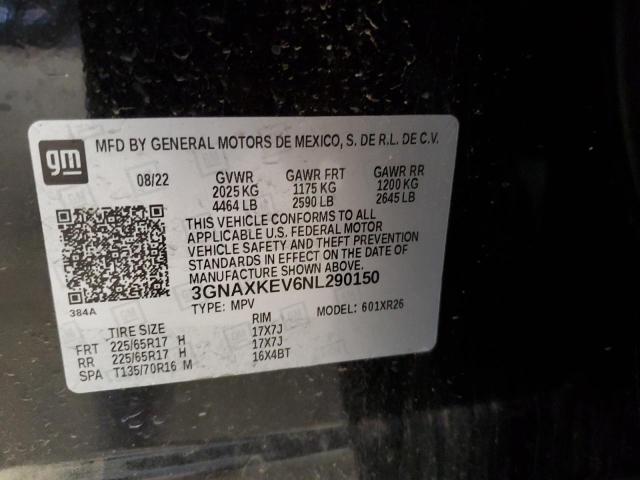 gm MFD BY GENERAL MOTORS DE MEXICO, S. DE R.L. DE C.V.
08/22 GVWR GAWR FRT GAWR RR
2025 KG 1175 KG 1200 KG
4464 LB 2590 LB 2645 LB
THIS VEHICLE CONFORMS TO ALL
APPLICABLE U.S. FEDERAL MOTOR
VEHICLE SAFETY AND THEFT PREVENTION
STANDARDS IN EFFECT ON THE DATE OF
MANUFACTURE SHOWN ABOVE.
3GNAXKEV6NL290150
384A TYPE: MPV MODEL: 601XR26
TIRE SIZE RIM
FRT 225/65R17 H 17X7J
RR 225/65R17 H 17X7J
SPA T135/70R16 M 16X4BT